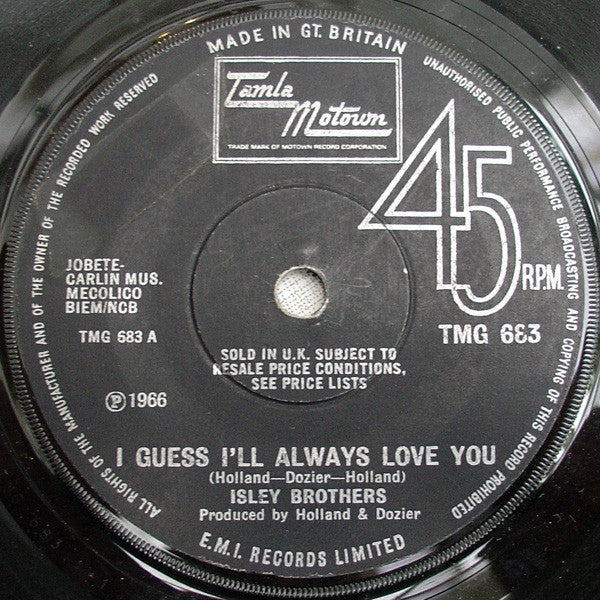 MADE IN GT. BRITAIN
UNAUTHORISED PUBLIC PERFORMANCE BROADCASTING AND COPYING OF THIS RECORD PROHIBITED
ALL RIGHTS OF THE MANUFACTURER AND OF THE OWNER OF THE RECORDED WORK RESERVED
Tamla
Motown
TRADE MARK OF MOTOWN RECORD CORPORATION
45
R.P.M.
JOBETE-
CARLIN MUS.
MECOLICO
BIEM/NCB
TMG 683 A
TMG 683
SOLD IN U.K. SUBJECT TO
RESALE PRICE CONDITIONS,
SEE PRICE LISTS
Ⓟ1966
I GUESS I'LL ALWAYS LOVE YOU
(Holland—Dozier—Holland)
ISLEY BROTHERS
Produced by Holland & Dozier
E.M.I. RECORDS LIMITED